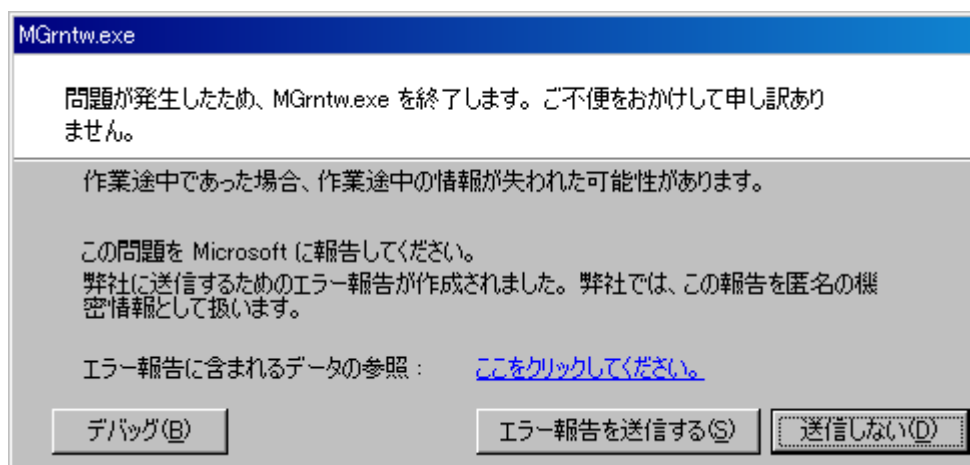 MGrntw.exe
問題が発生したため、MGrntw.exe を終了します。ご不便をおかけして申し訳あり
ません。
作業途中であった場合、作業途中の情報が失われた可能性があります。
この問題を Microsoft に報告してください。
弊社に送信するためのエラー報告が作成されました。弊社では、この報告を匿名の機
密情報として扱います。
エラー報告に含まれるデータの参照： ここをクリックしてください。
デバッグ(B) エラー報告を送信する(S) 送信しない(D)